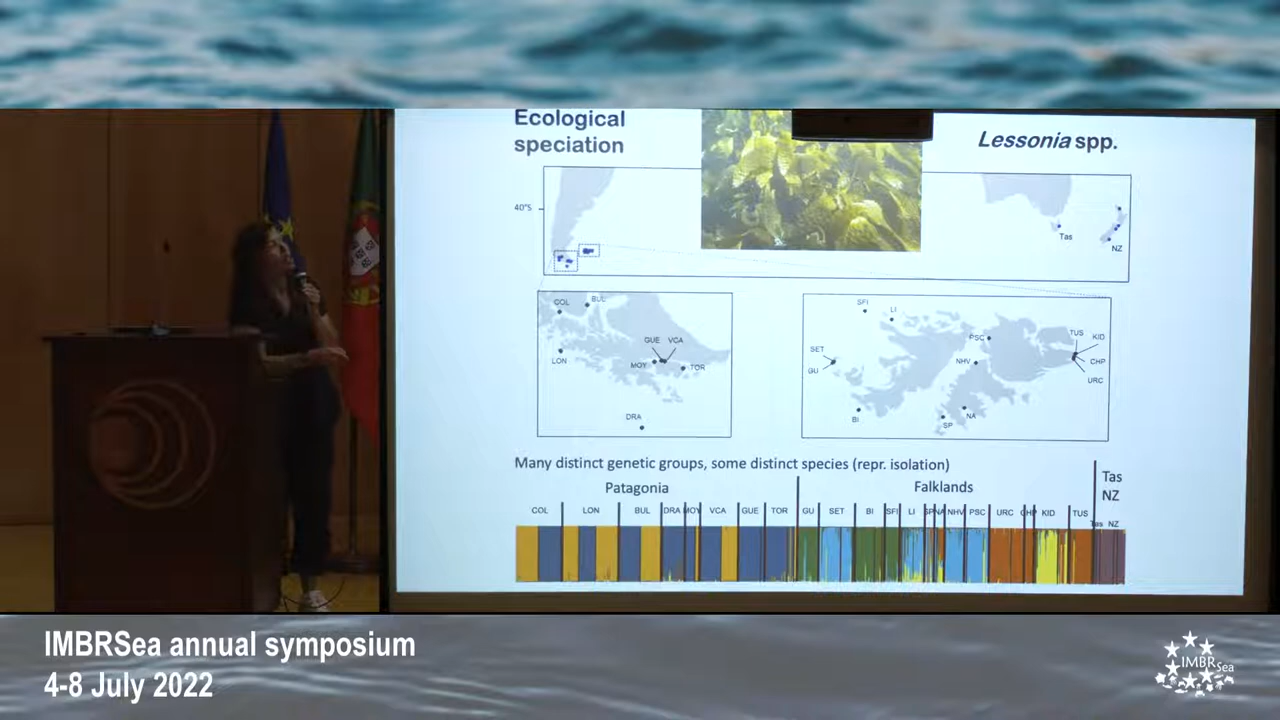 Ecological
speciation
Lessonia spp.
40°S
Tas
NZ
COL
BUL
LON
GUE
VCA
MOY
TOR
DRA
SFI
LI
SET
GU
PSC
NHV
TUS
KID
CHP
URC
BI
NA
SP
Many distinct genetic groups, some distinct species (repr. isolation)
Patagonia
Falklands
Tas
NZ
COL LON BUL DRA MOY VCA GUE TOR GU SET BI SFI LI SP NA NHV PSC URC CHP KID TUS Tas NZ
IMBRSea annual symposium
4-8 July 2022
IMBRSea